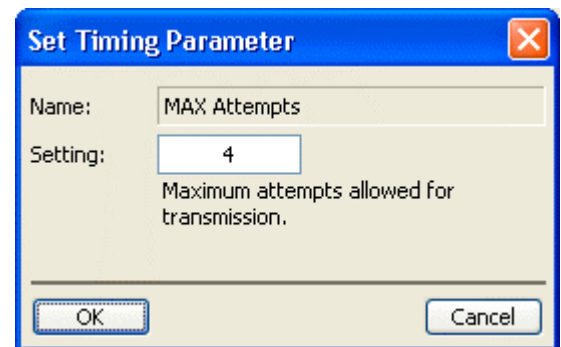 Set Timing Parameter
Name: MAX Attempts
Setting: 4
Maximum attempts allowed for
transmission.
OK Cancel